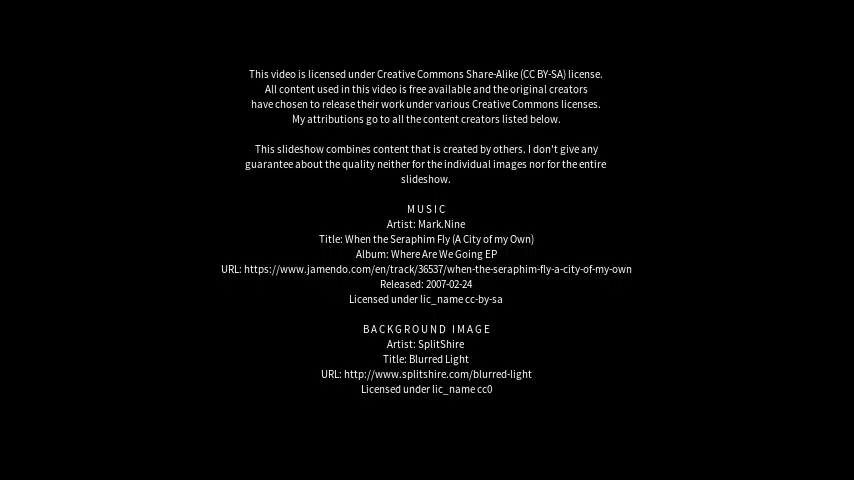 This video is licensed under Creative Commons Share-Alike (CC BY-SA) license.
All content used in this video is free available and the original creators
have chosen to release their work under various Creative Commons licenses.
My attributions go to all the content creators listed below.
This slideshow combines content that is created by others. I don't give any
guarantee about the quality neither for the individual images nor for the entire
slideshow.
MUSIC
Artist: Mark.Nine
Title: When the Seraphim Fly (A City of my Own)
Album: Where Are We Going EP
URL: https://www.jamendo.com/en/track/36537/when-the-seraphim-fly-a-city-of-my-own
Released: 2007-02-24
Licensed under lic_name cc-by-sa
BACKGROUND IMAGE
Artist: SplitShire
Title: Blurred Light
URL: http://www.splitshire.com/blurred-light
Licensed under lic_name cc0